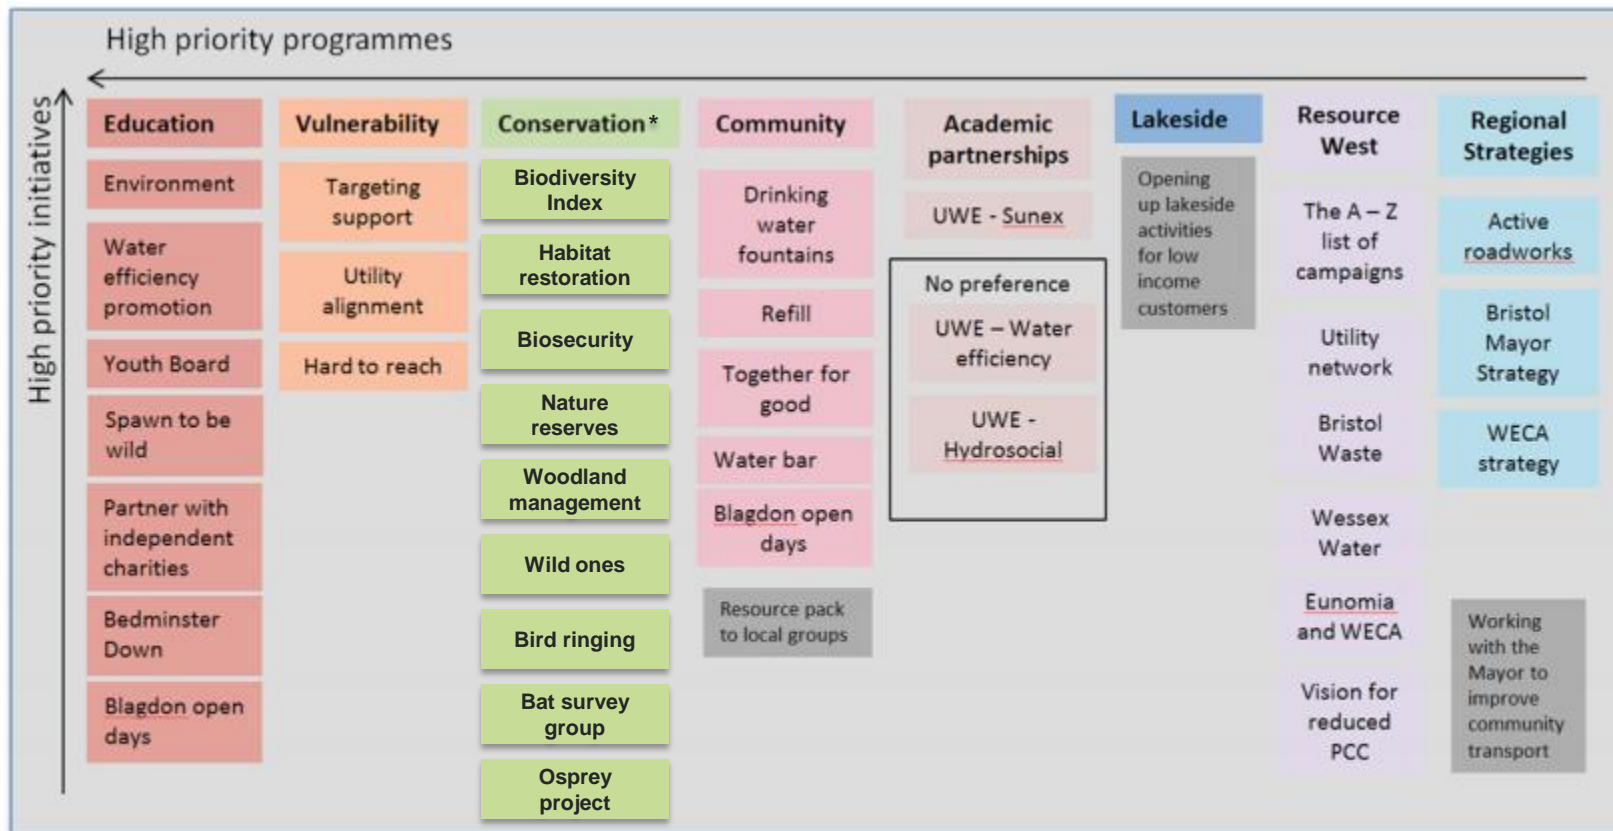 High priority programmes
High priority initiatives
Education
Environment
Water
efficiency
promotion
Youth Board
Spawn to be
wild
Partner with
independent
charities
Bedminster
Down
Blagdon open
days
Vulnerability
Targeting
support
Utility
alignment
Hard to reach
Conservation*
Biodiversity
Index
Habitat
restoration
Biosecurity
Nature
reserves
Woodland
management
Wild ones
Bird ringing
Bat survey
group
Osprey
project
Community
Drinking
water
fountains
Refill
Together for
good
Water bar
Blagdon open
days
Resource pack
to local groups
Academic
partnerships
UWE - Sunex
No preference
UWE – Water
efficiency
UWE -
Hydrosocial
Lakeside
Opening
up lakeside
activities
for low
income
customers
Resource
West
The A – Z
list of
campaigns
Utility
network
Bristol
Waste
Wessex
Water
Eunomia
and WECA
Vision for
reduced
PCC
Regional
Strategies
Active
roadworks
Bristol
Mayor
Strategy
WECA
strategy
Working
with the
Mayor to
improve
community
transport